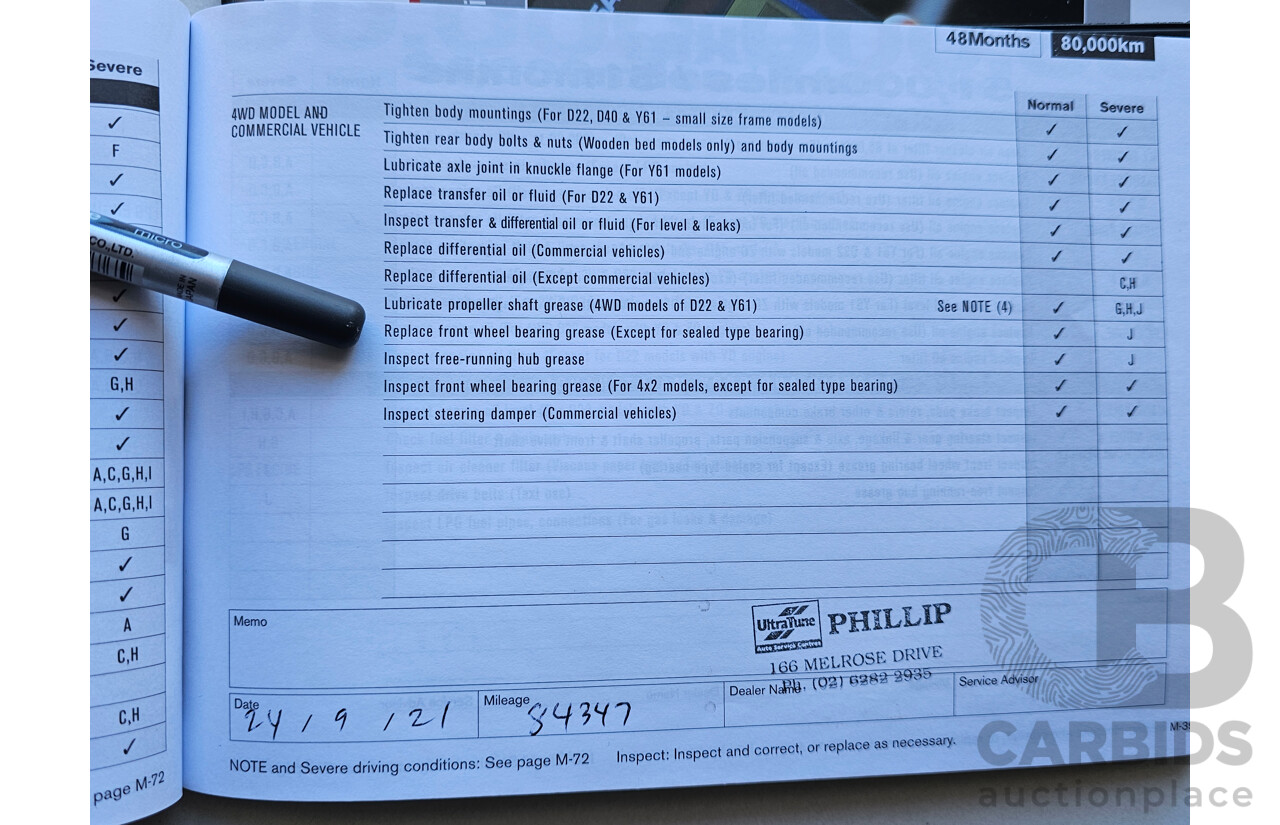 48Months 80,000km
Severe
✓
F
✓
✓
✓
✓
✓
G,H
✓
✓
A,C,G,H,I
A,C,G,H,I
G
✓
✓
A
C,H
C,H
✓
page M-72
micro
CO.,LTD.
JAPAN
Normal Severe
4WD MODEL AND
COMMERCIAL VEHICLE
Tighten body mountings (For D22, D40 & Y61 – small size frame models) ✓ ✓
Tighten rear body bolts & nuts (Wooden bed models only) and body mountings ✓ ✓
Lubricate axle joint in knuckle flange (For Y61 models) ✓ ✓
Replace transfer oil or fluid (For D22 & Y61) ✓ ✓
Inspect transfer & differential oil or fluid (For level & leaks) ✓ ✓
Replace differential oil (Commercial vehicles) ✓ ✓
Replace differential oil (Except commercial vehicles) C,H
Lubricate propeller shaft grease (4WD models of D22 & Y61) See NOTE (4) ✓ G,H,J
Replace front wheel bearing grease (Except for sealed type bearing) ✓ J
Inspect free-running hub grease ✓ J
Inspect front wheel bearing grease (For 4x2 models, except for sealed type bearing) ✓ ✓
Inspect steering damper (Commercial vehicles) ✓ ✓
Memo
UltraTune PHILLIP
Auto Service Centres
166 MELROSE DRIVE
Ph. (02) 6282 2935
Date 24 / 9 / 21
Mileage 84347
Dealer Name
Service Advisor
NOTE and Severe driving conditions: See page M-72 Inspect: Inspect and correct, or replace as necessary.
CB
CARBIDS
auctionplace